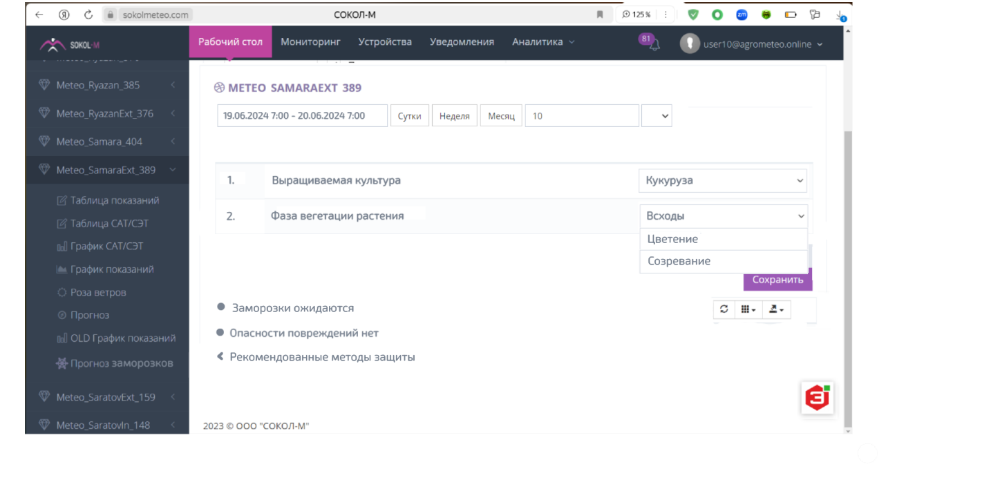 sokolmeteo.com
СОКОЛ-М
125 %
zm
SOKOL-M
Рабочий стол
Мониторинг
Устройства
Уведомления
Аналитика
81
user10@agrometeo.online
Meteo_Ryazan_385
Meteo_RyazanExt_376
Meteo_Samara_404
Meteo_SamaraExt_389
Таблица показаний
Таблица САТ/СЭТ
График САТ/СЭТ
График показаний
Роза ветров
Прогноз
OLD График показаний
Прогноз заморозков
Meteo_SaratovExt_159
Meteo_SaratovIn_148
METEO SAMARAEXT 389
19.06.2024 7:00 - 20.06.2024 7:00
Сутки
Неделя
Месяц
10
1. Выращиваемая культура Кукуруза
2. Фаза вегетации растения Всходы
Цветение
Созревание
Сохранить
Заморозки ожидаются
Опасности повреждений нет
Рекомендованные методы защиты
2023 © ООО "СОКОЛ-М"